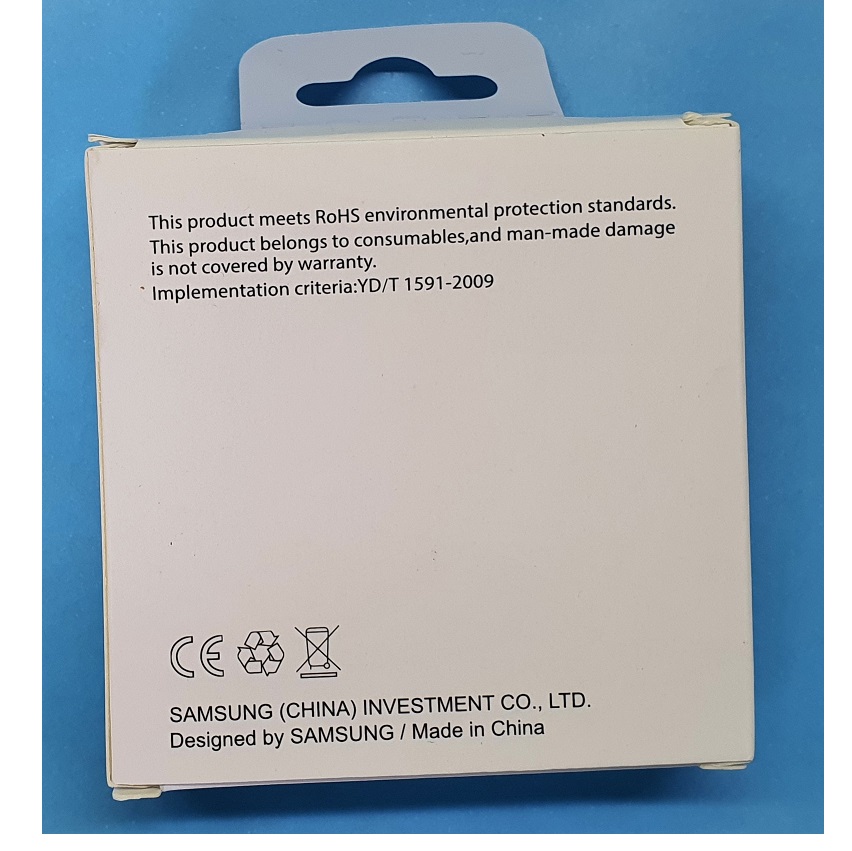 This product meets RoHS environmental protection standards.
This product belongs to consumables,and man-made damage
is not covered by warranty.
Implementation criteria:YD/T 1591-2009
CE
SAMSUNG (CHINA) INVESTMENT CO., LTD.
Designed by SAMSUNG / Made in China